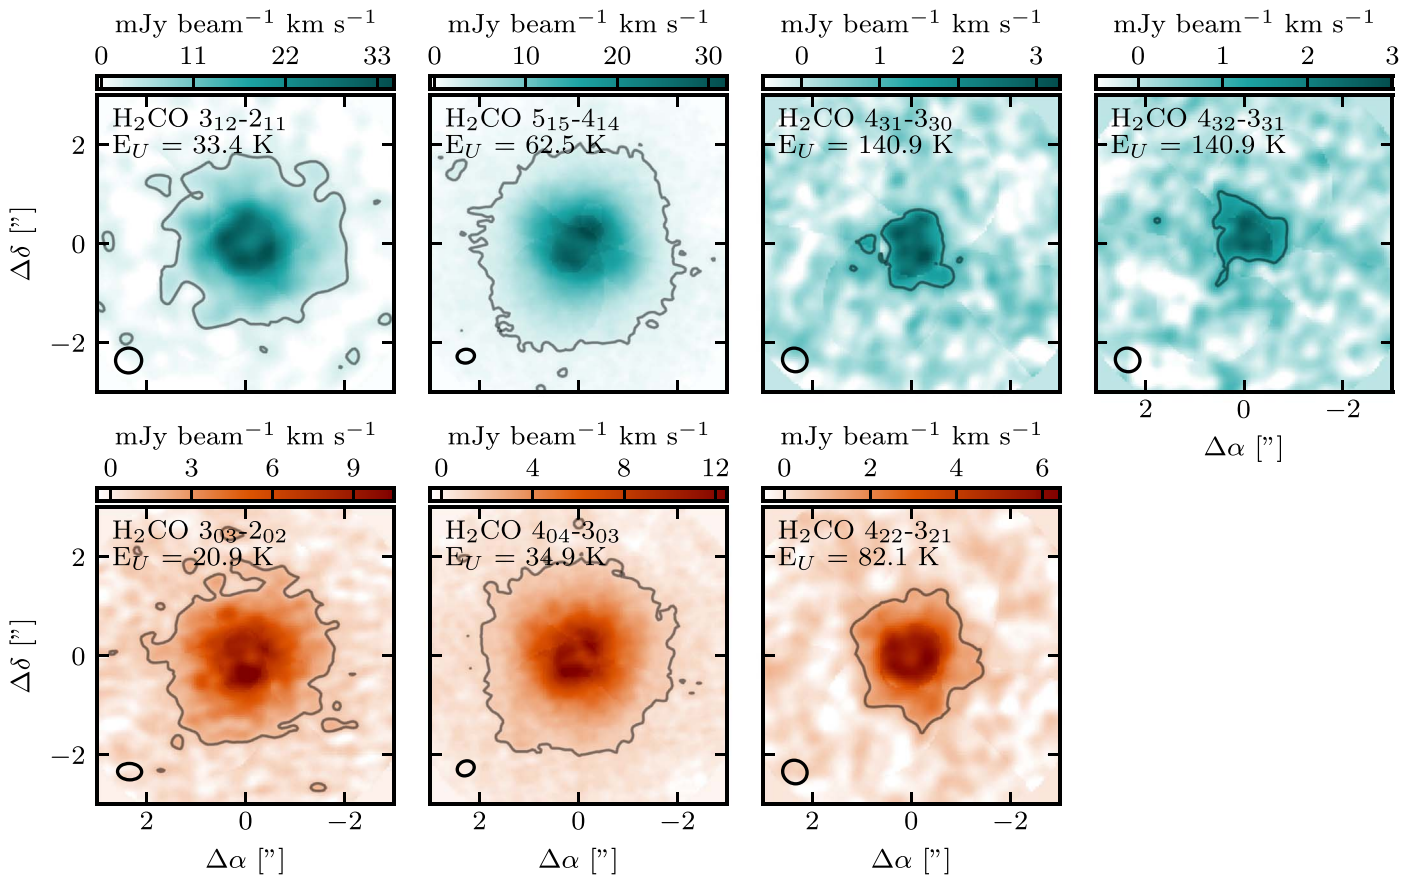 mJy beam⁻¹ km s⁻¹ mJy beam⁻¹ km s⁻¹ mJy beam⁻¹ km s⁻¹ mJy beam⁻¹ km s⁻¹
0 11 22 33 0 10 20 30 0 1 2 3 0 1 2 3
H₂CO 3₁₂-2₁₁ H₂CO 5₁₅-4₁₄ H₂CO 4₃₁-3₃₀ H₂CO 4₃₂-3₃₁
E_U = 33.4 K E_U = 62.5 K E_U = 140.9 K E_U = 140.9 K
2
0
−2
Δδ [”]
2 0 −2
Δα [”]
mJy beam⁻¹ km s⁻¹ mJy beam⁻¹ km s⁻¹ mJy beam⁻¹ km s⁻¹
0 3 6 9 0 4 8 12 0 2 4 6
H₂CO 3₀₃-2₀₂ H₂CO 4₀₄-3₀₃ H₂CO 4₂₂-3₂₁
E_U = 20.9 K E_U = 34.9 K E_U = 82.1 K
2
0
−2
Δδ [”]
2 0 −2 2 0 −2 2 0 −2
Δα [”] Δα [”] Δα [”]